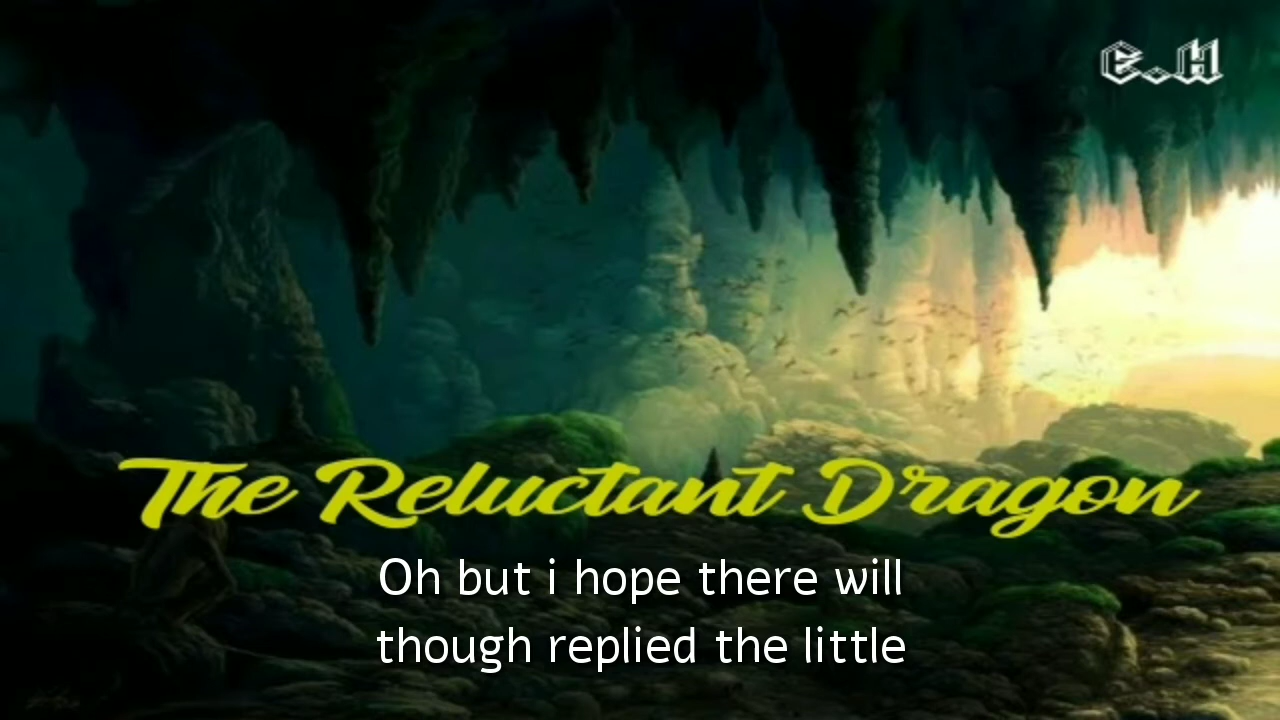 E.H
The Reluctant Dragon
Oh but i hope there will
though replied the little